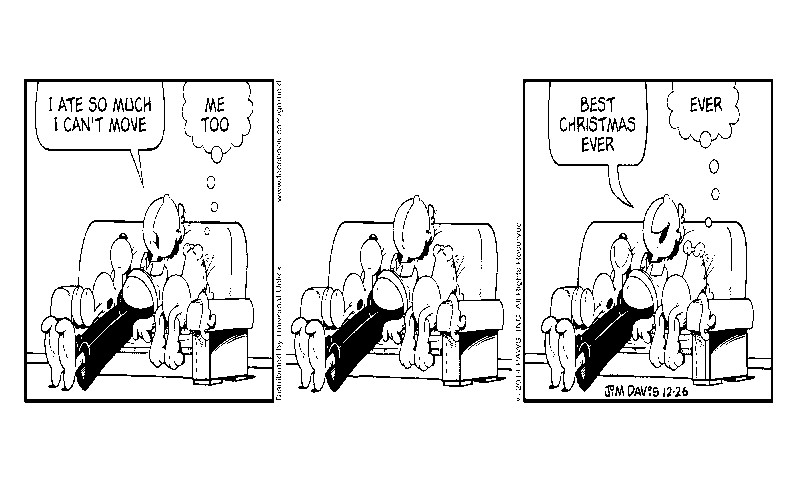 I ATE SO MUCH
I CAN'T MOVE
ME
TOO
BEST
CHRISTMAS
EVER
EVER
JIM DAVIS 12-26